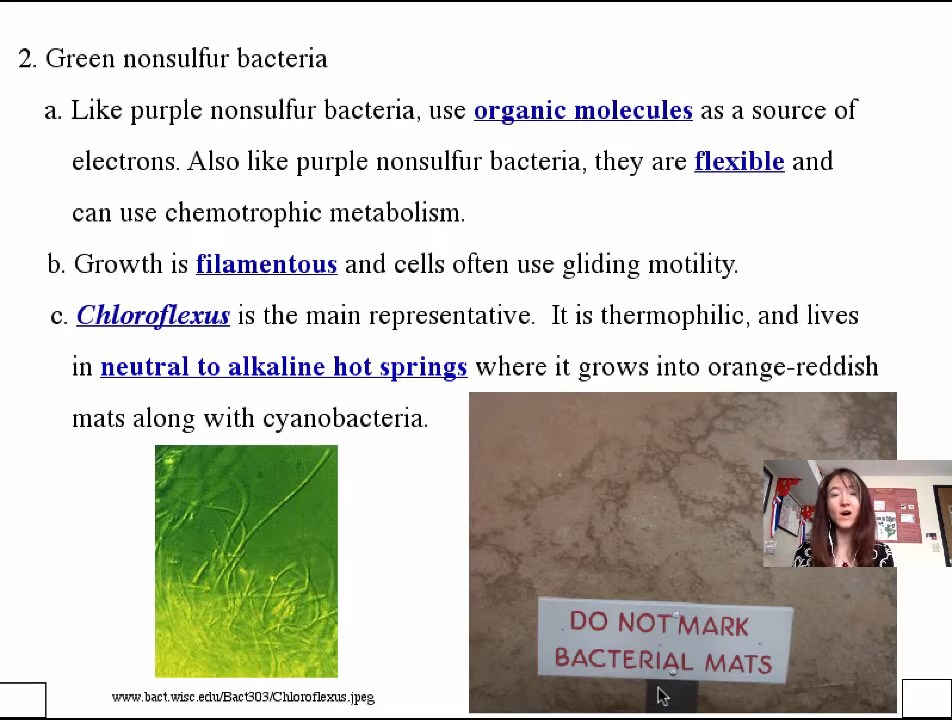 2. Green nonsulfur bacteria
a. Like purple nonsulfur bacteria, use organic molecules as a source of
electrons. Also like purple nonsulfur bacteria, they are flexible and
can use chemotrophic metabolism.
b. Growth is filamentous and cells often use gliding motility.
c. Chloroflexus is the main representative.  It is thermophilic, and lives
in neutral to alkaline hot springs where it grows into orange-reddish
mats along with cyanobacteria.
DO NOT MARK
BACTERIAL MATS
www.bact.wisc.edu/Bact303/Chloroflexus.jpeg